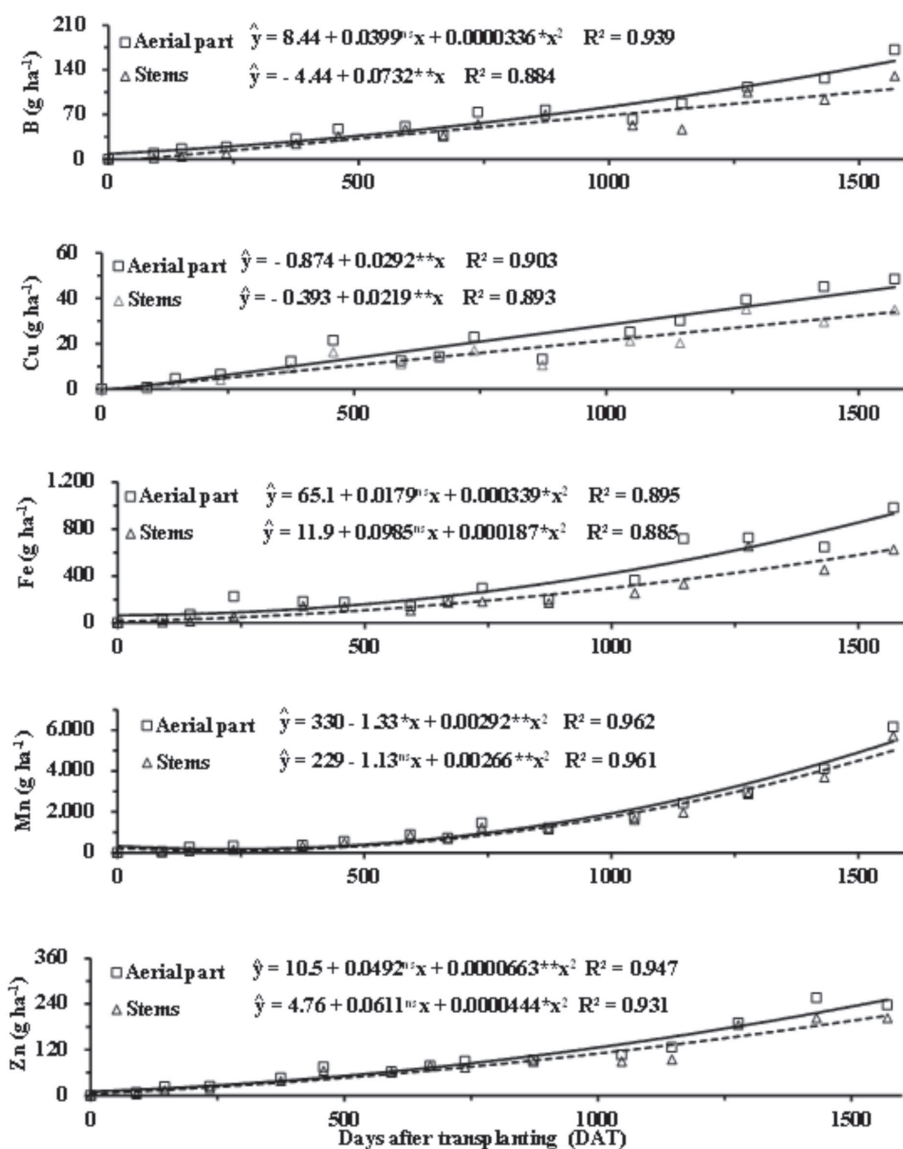 210
140
70
0
B (g ha⁻¹)
Aerial part ŷ = 8.44 + 0.0399ⁿˢx + 0.0000336*x² R² = 0.939
Stems ŷ = - 4.44 + 0.0732**x R² = 0.884
0 500 1000 1500
60
40
20
0
Cu (g ha⁻¹)
Aerial part ŷ = - 0.874 + 0.0292**x R² = 0.903
Stems ŷ = - 0.393 + 0.0219**x R² = 0.893
0 500 1000 1500
1.200
800
400
0
Fe (g ha⁻¹)
Aerial part ŷ = 65.1 + 0.0179ⁿˢx + 0.000339*x² R² = 0.895
Stems ŷ = 11.9 + 0.0985ⁿˢx + 0.000187*x² R² = 0.885
0 500 1000 1500
6.000
4.000
2.000
0
Mn (g ha⁻¹)
Aerial part ŷ = 330 - 1.33*x + 0.00292**x² R² = 0.962
Stems ŷ = 229 - 1.13ⁿˢx + 0.00266**x² R² = 0.961
0 500 1000 1500
360
240
120
0
Zn (g ha⁻¹)
Aerial part ŷ = 10.5 + 0.0492ⁿˢx + 0.0000663**x² R² = 0.947
Stems ŷ = 4.76 + 0.0611ⁿˢx + 0.0000444*x² R² = 0.931
0 500 1000 1500
Days after transplanting (DAT)